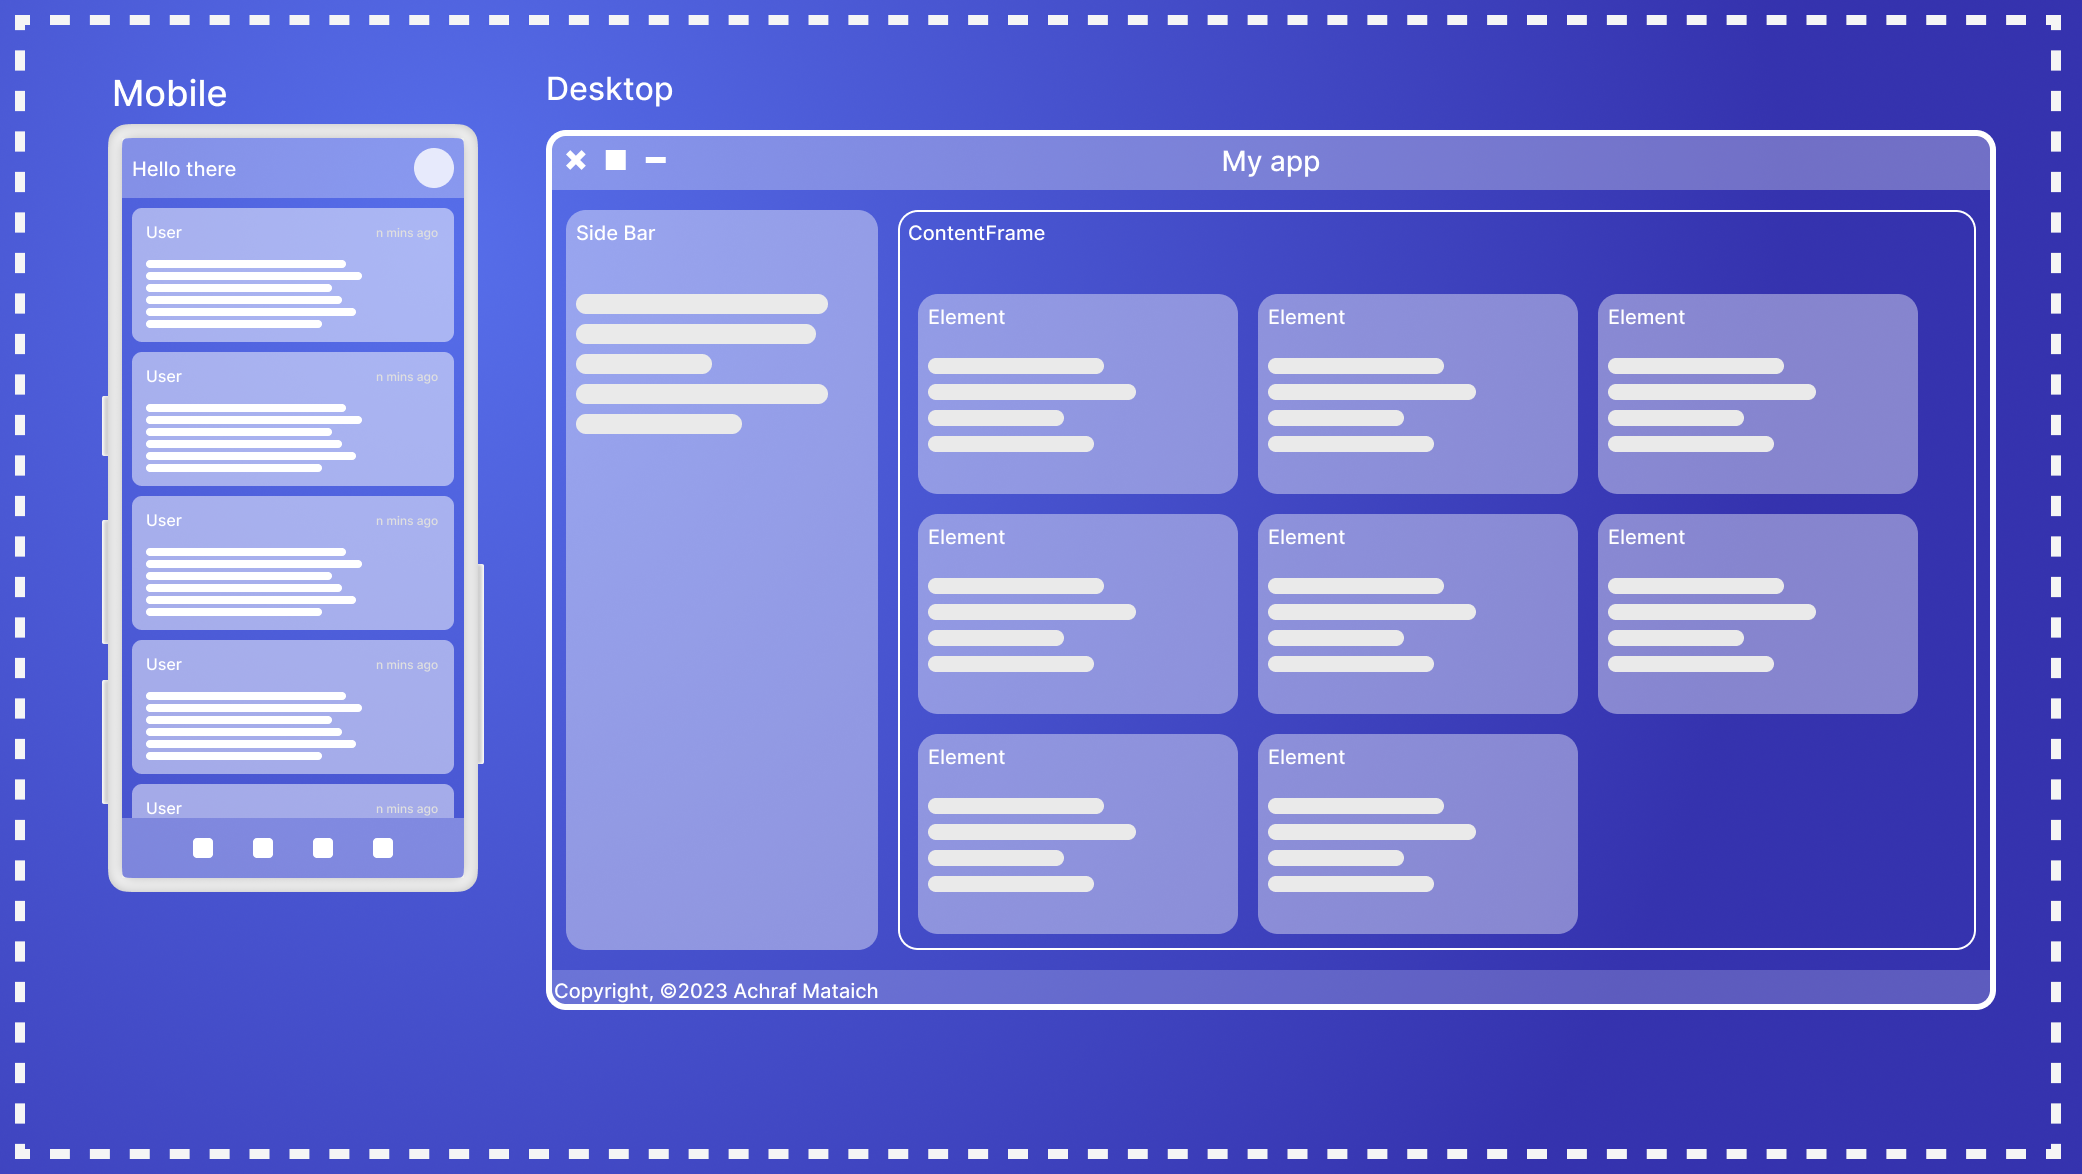 Mobile
Hello there
User n mins ago
User n mins ago
User n mins ago
User n mins ago
User n mins ago
Desktop
My app
Side Bar
ContentFrame
Element Element Element
Element Element Element
Element Element
Copyright, ©2023 Achraf Mataich